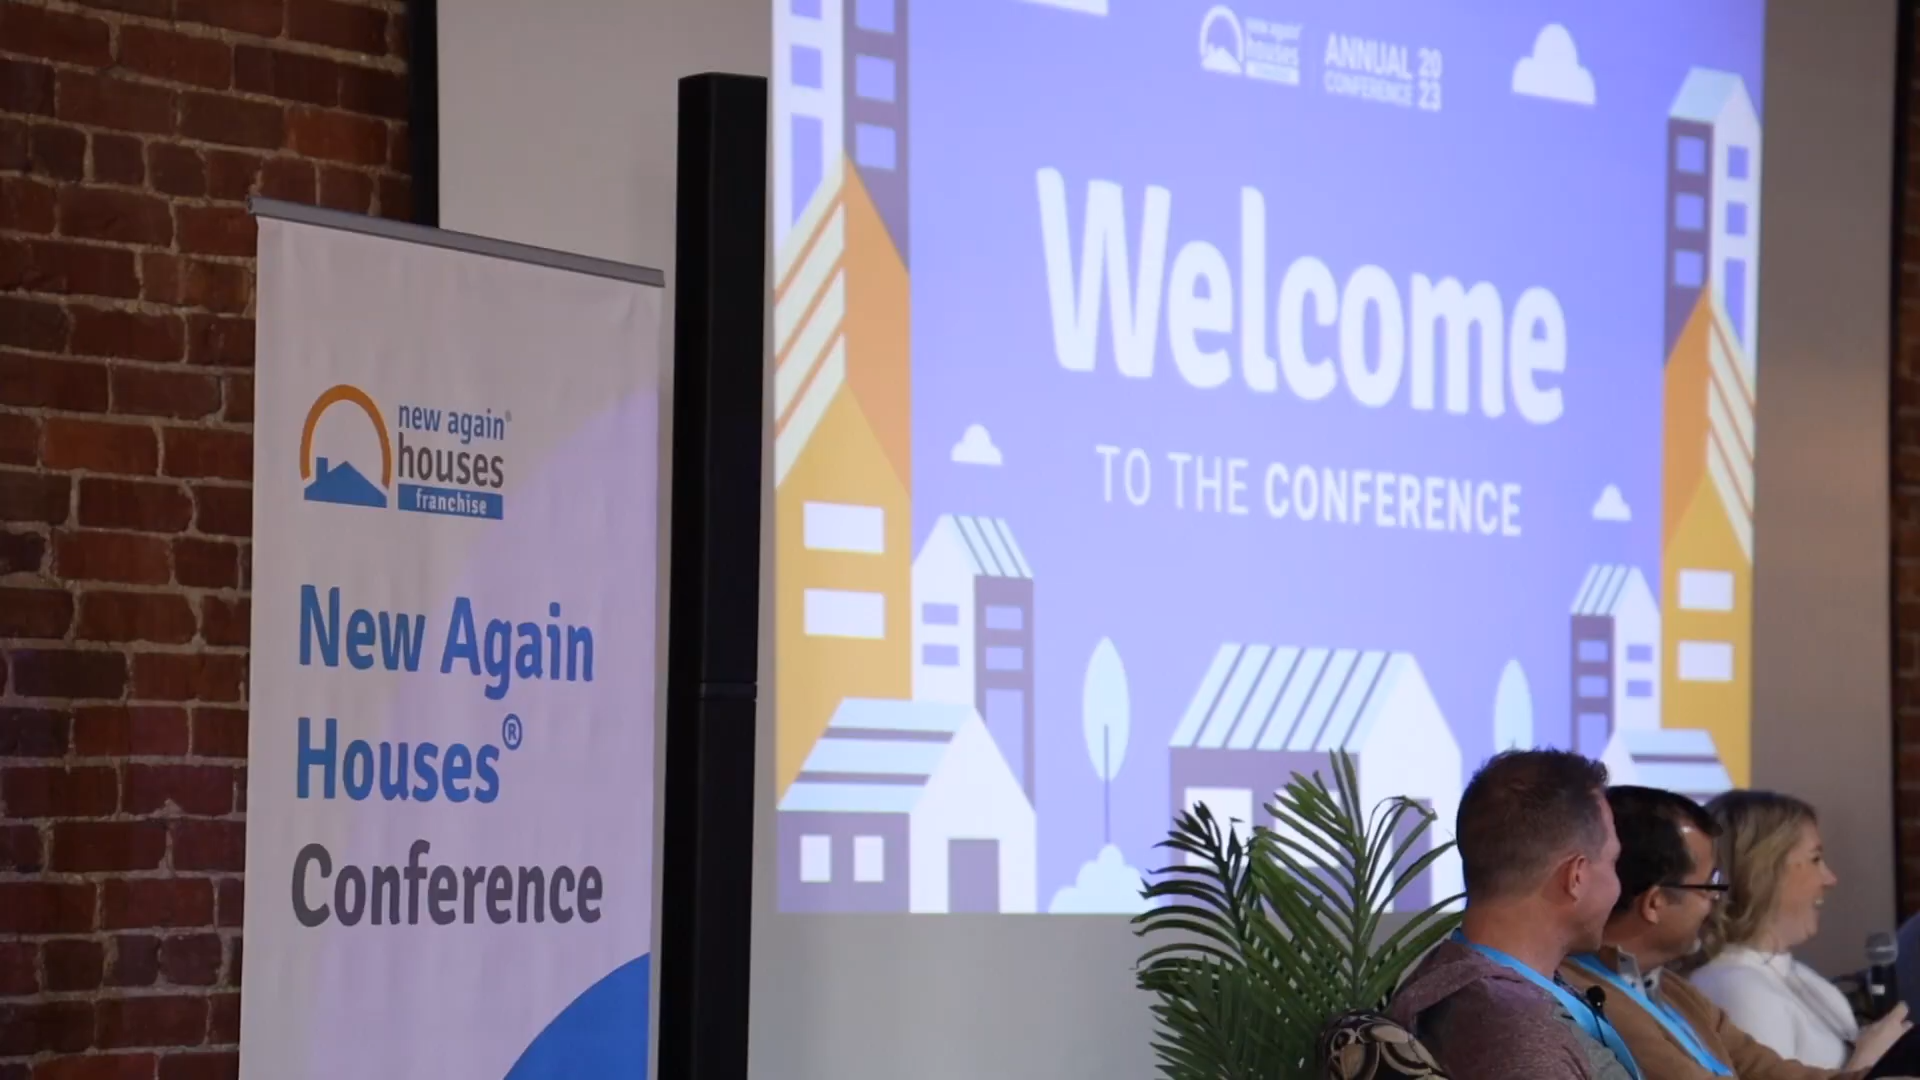 new again®
houses
franchise
New Again
Houses®
Conference
new again
houses
ANNUAL 20
CONFERENCE 23
Welcome
TO THE CONFERENCE